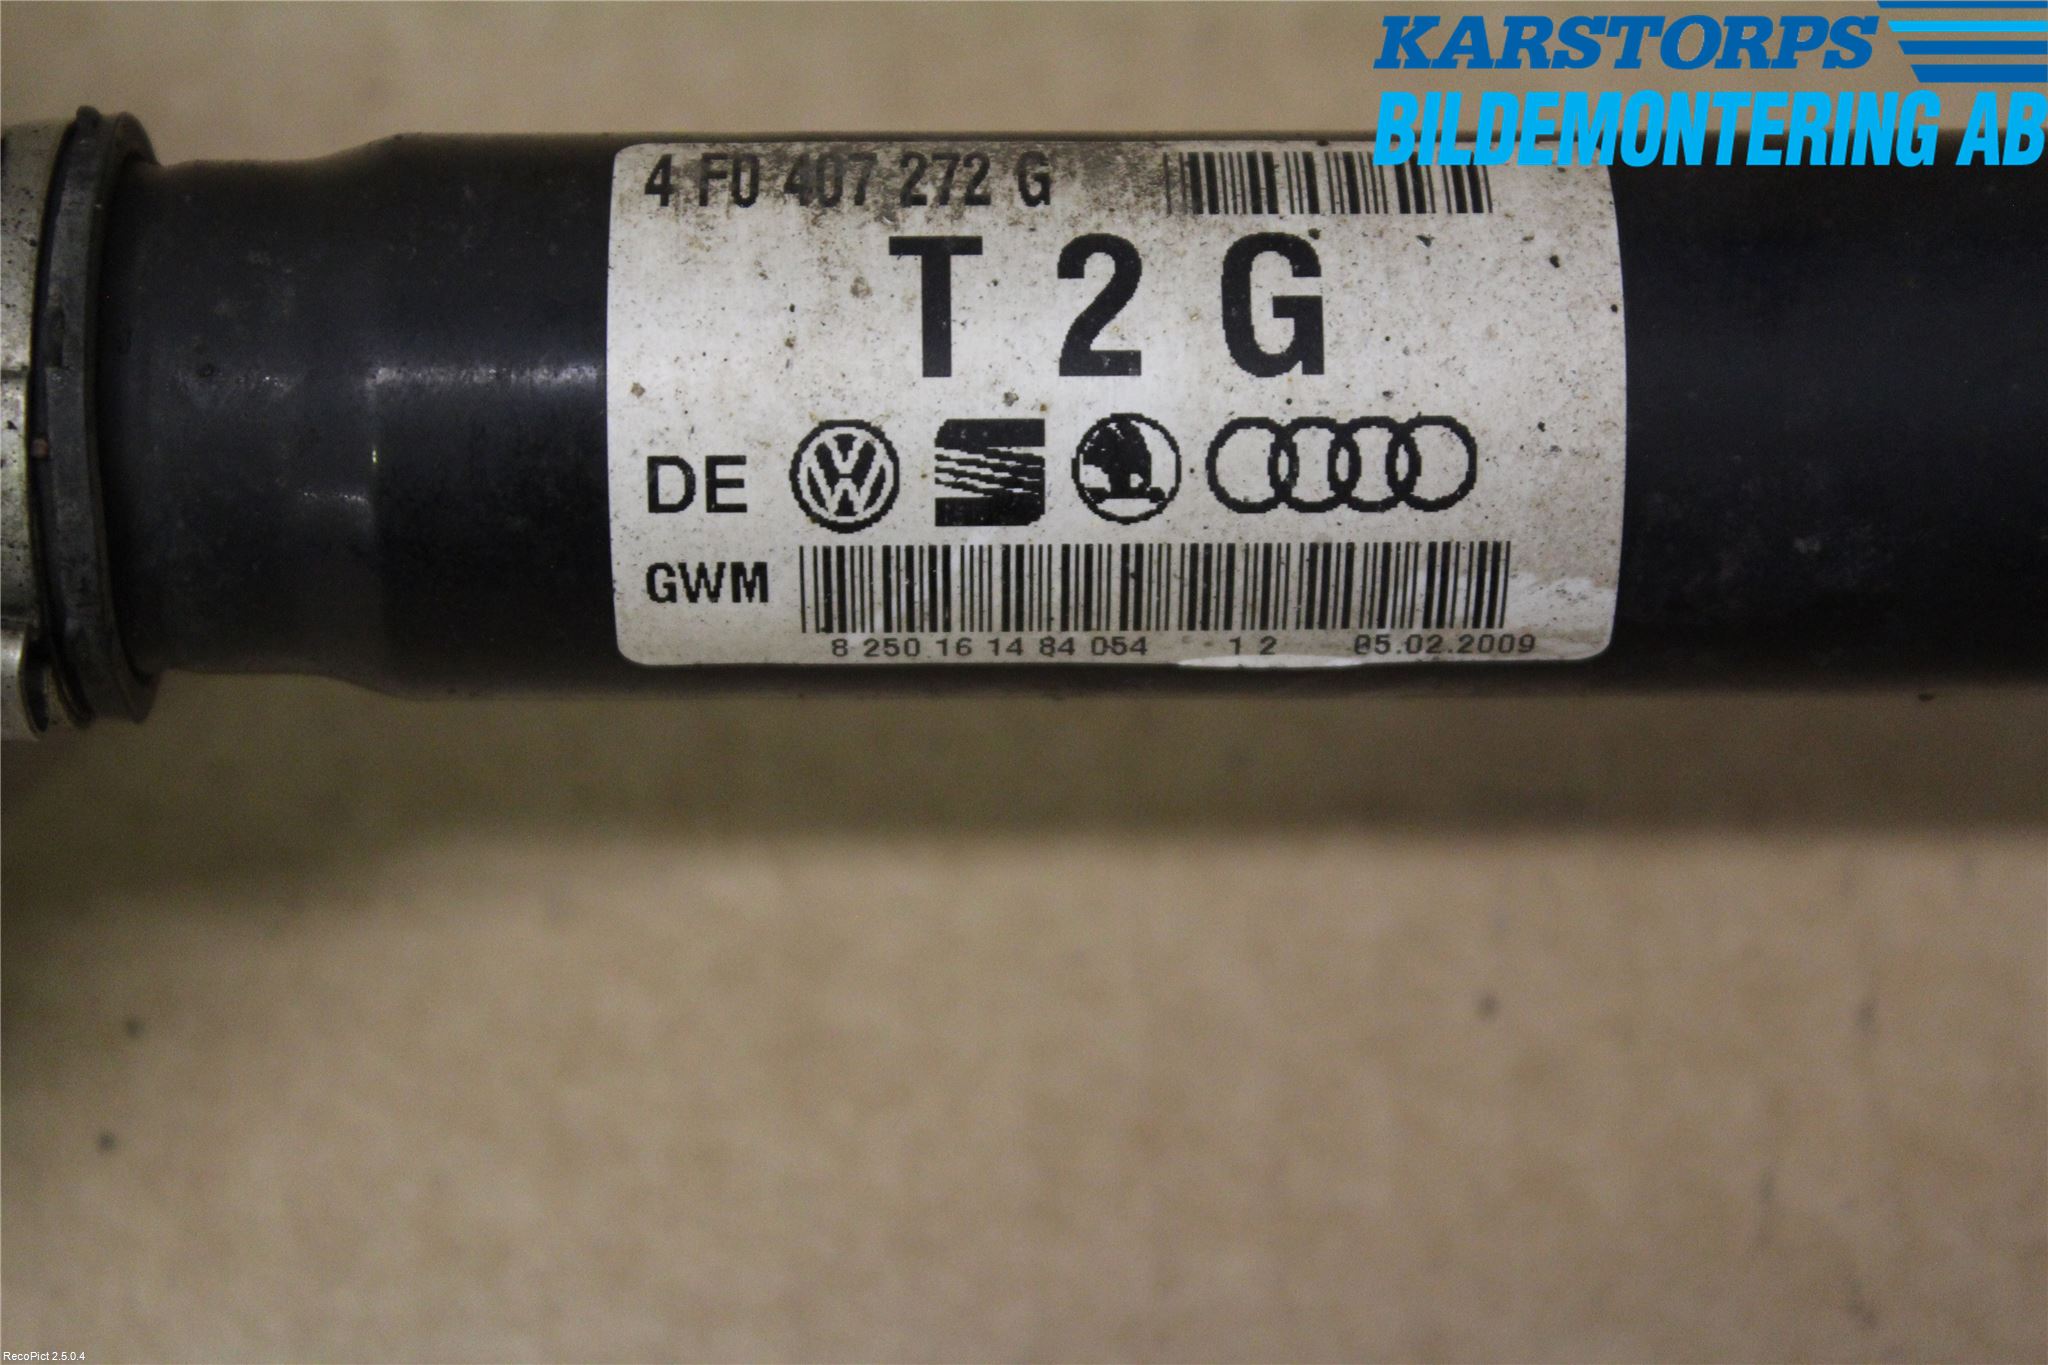 KARSTORPS
BILDEMONTERING AB
4 F0 407 272 G
T 2 G
DE
GWM
8 250 16 14 84 054 1 2 05.02.2009
RecoPict 2.5.0.4